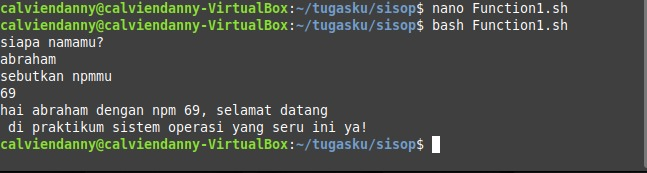 calviendanny@calviendanny-VirtualBox:~/tugasku/sisop$ nano Function1.sh
calviendanny@calviendanny-VirtualBox:~/tugasku/sisop$ bash Function1.sh
siapa namamu?
abraham
sebutkan npmmu
69
hai abraham dengan npm 69, selamat datang
 di praktikum sistem operasi yang seru ini ya!
calviendanny@calviendanny-VirtualBox:~/tugasku/sisop$